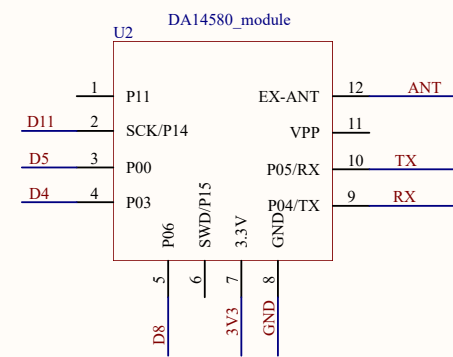 DA14580_module
U2
1 P11
EX-ANT 12 ANT
D11 2 SCK/P14
VPP 11
D5 3 P00
P05/RX 10 TX
D4 4 P03
P04/TX 9 RX
P06
SWD/P15
3.3V
GND
5
6
7
8
D8
3V3
GND